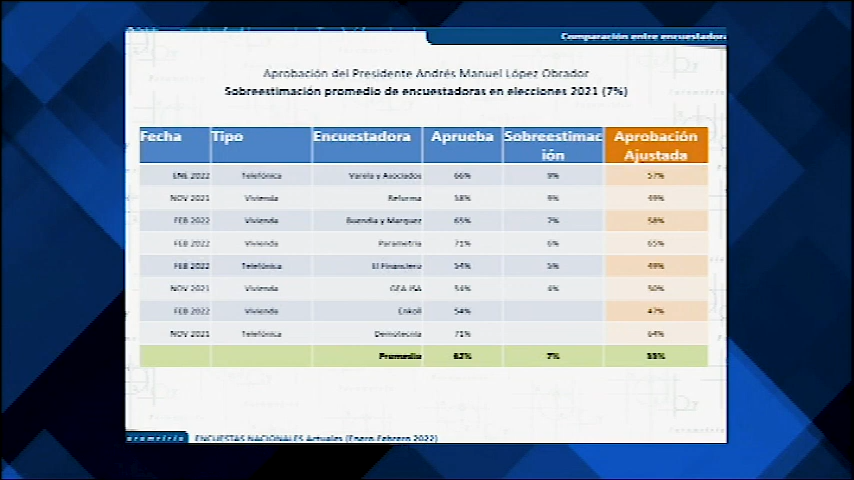 Comparación entre encuestadora
Aprobación del Presidente Andrés Manuel López Obrador
Sobreestimación promedio de encuestadoras en elecciones 2021 (7%)
Fecha Tipo Encuestadora Aprueba Sobreestimación Aprobación Ajustada
ENE 2022 Telefónica Varela y Asociados 66% 9% 57%
NOV 2021 Vivienda Reforma 58% 9% 49%
FEB 2022 Vivienda Buendia y Marquez 65% 7% 58%
FEB 2022 Vivienda Parametria 71% 6% 65%
FEB 2022 Telefónica El Financiero 54% 5% 49%
NOV 2021 Vivienda GEA-ISA 54% 4% 50%
FEB 2022 Vivienda Enkoll 54% 47%
NOV 2021 Telefónica Demotecnia 71% 64%
Promedio 62% 7% 55%
ENCUESTAS NACIONALES Actuales (Enero-Febrero 2022)